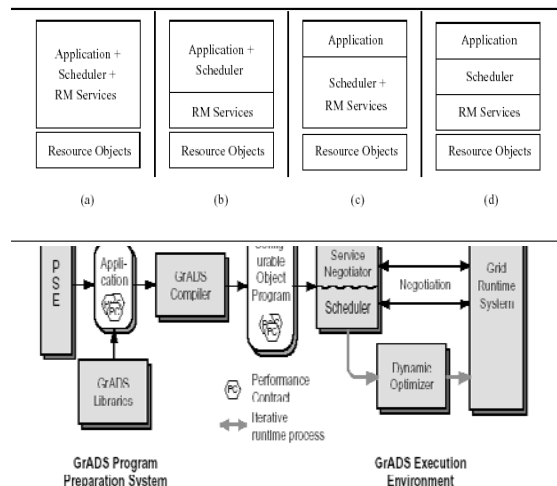 Application +
Scheduler +
RM Services
Resource Objects
(a)
Application +
Scheduler
RM Services
Resource Objects
(b)
Application
Scheduler +
RM Services
Resource Objects
(c)
Application
Scheduler
RM Services
Resource Objects
(d)
P
S
E
Appli-
cation
PC
GrADS
Compiler
GrADS
Libraries
urable
Object
Program
PC
Service
Negotiator
Scheduler
Negotiation
Grid
Runtime
System
Dynamic
Optimizer
PC
Performance
Contract
Iterative
runtime process
GrADS Program
Preparation System
GrADS Execution
Environment